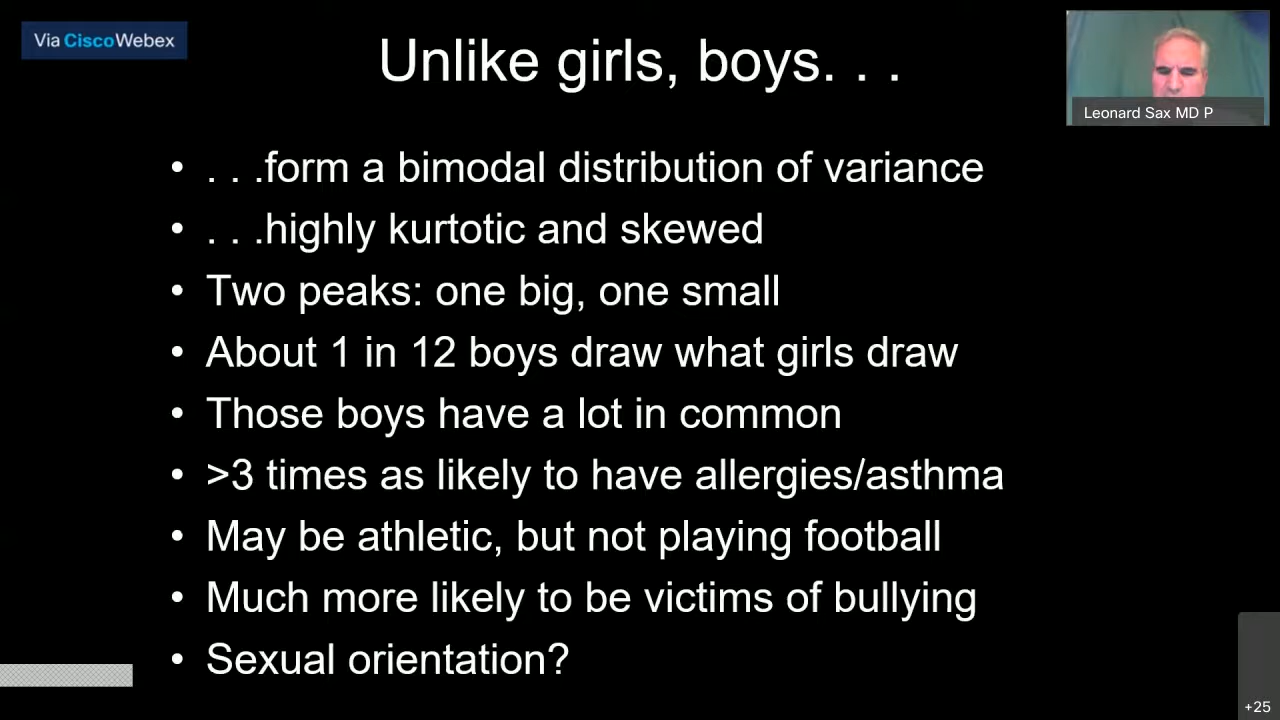 Via CiscoWebex
Unlike girls, boys. . .
Leonard Sax MD P
• . . .form a bimodal distribution of variance
• . . .highly kurtotic and skewed
• Two peaks: one big, one small
• About 1 in 12 boys draw what girls draw
• Those boys have a lot in common
• >3 times as likely to have allergies/asthma
• May be athletic, but not playing football
• Much more likely to be victims of bullying
• Sexual orientation?
+25